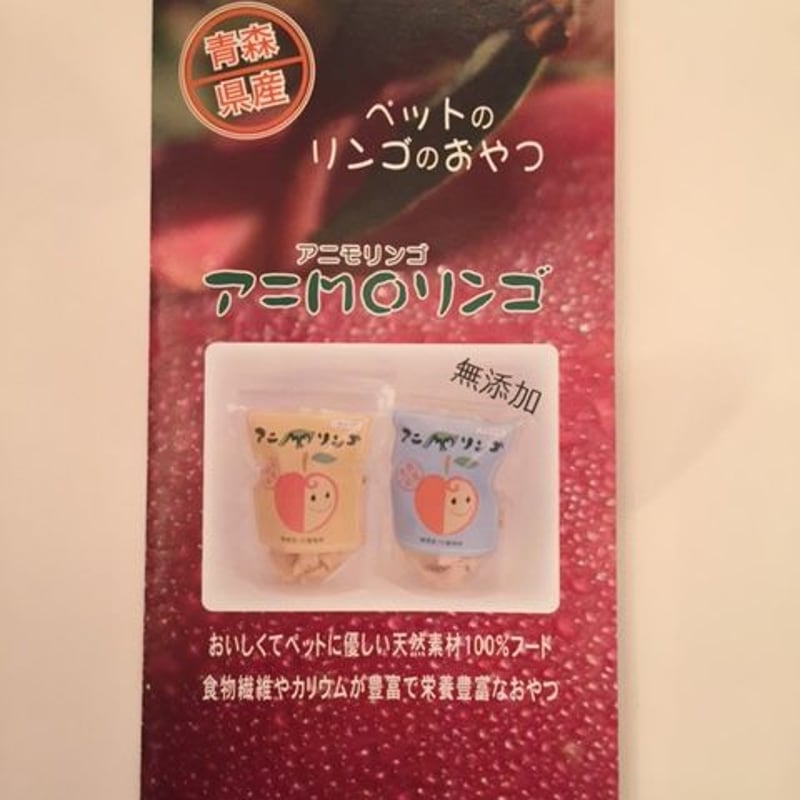 青森
県産
ペットの
リンゴのおやつ
アニモリンゴ
アニMOリンゴ
無添加
アニMOリンゴ
アニMOリンゴ
おいしくてペットに優しい天然素材100%フード
食物繊維やカリウムが豊富で栄養豊富なおやつ